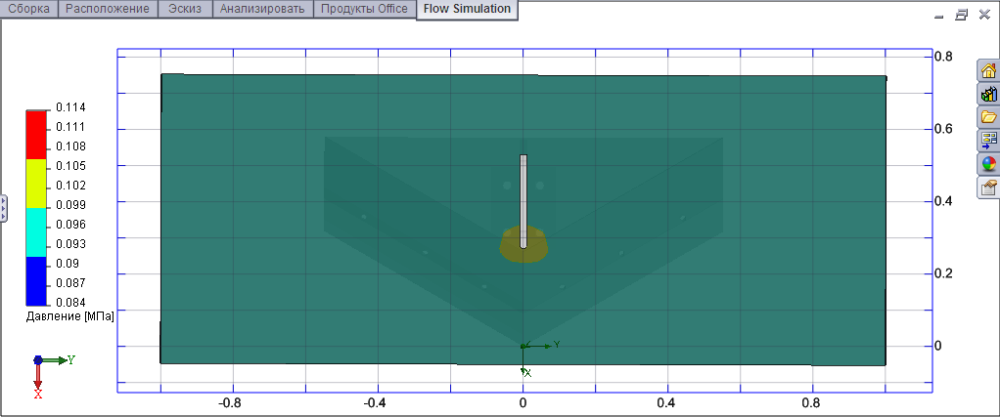 Сборка Расположение Эскиз Анализировать Продукты Office Flow Simulation
0.114
0.111
0.108
0.105
0.102
0.099
0.096
0.093
0.09
0.087
0.084
Давление [МПа]
Y
X
0.8
0.6
0.4
0.2
0
Y
X
-0.8 -0.4 0 0.4 0.8